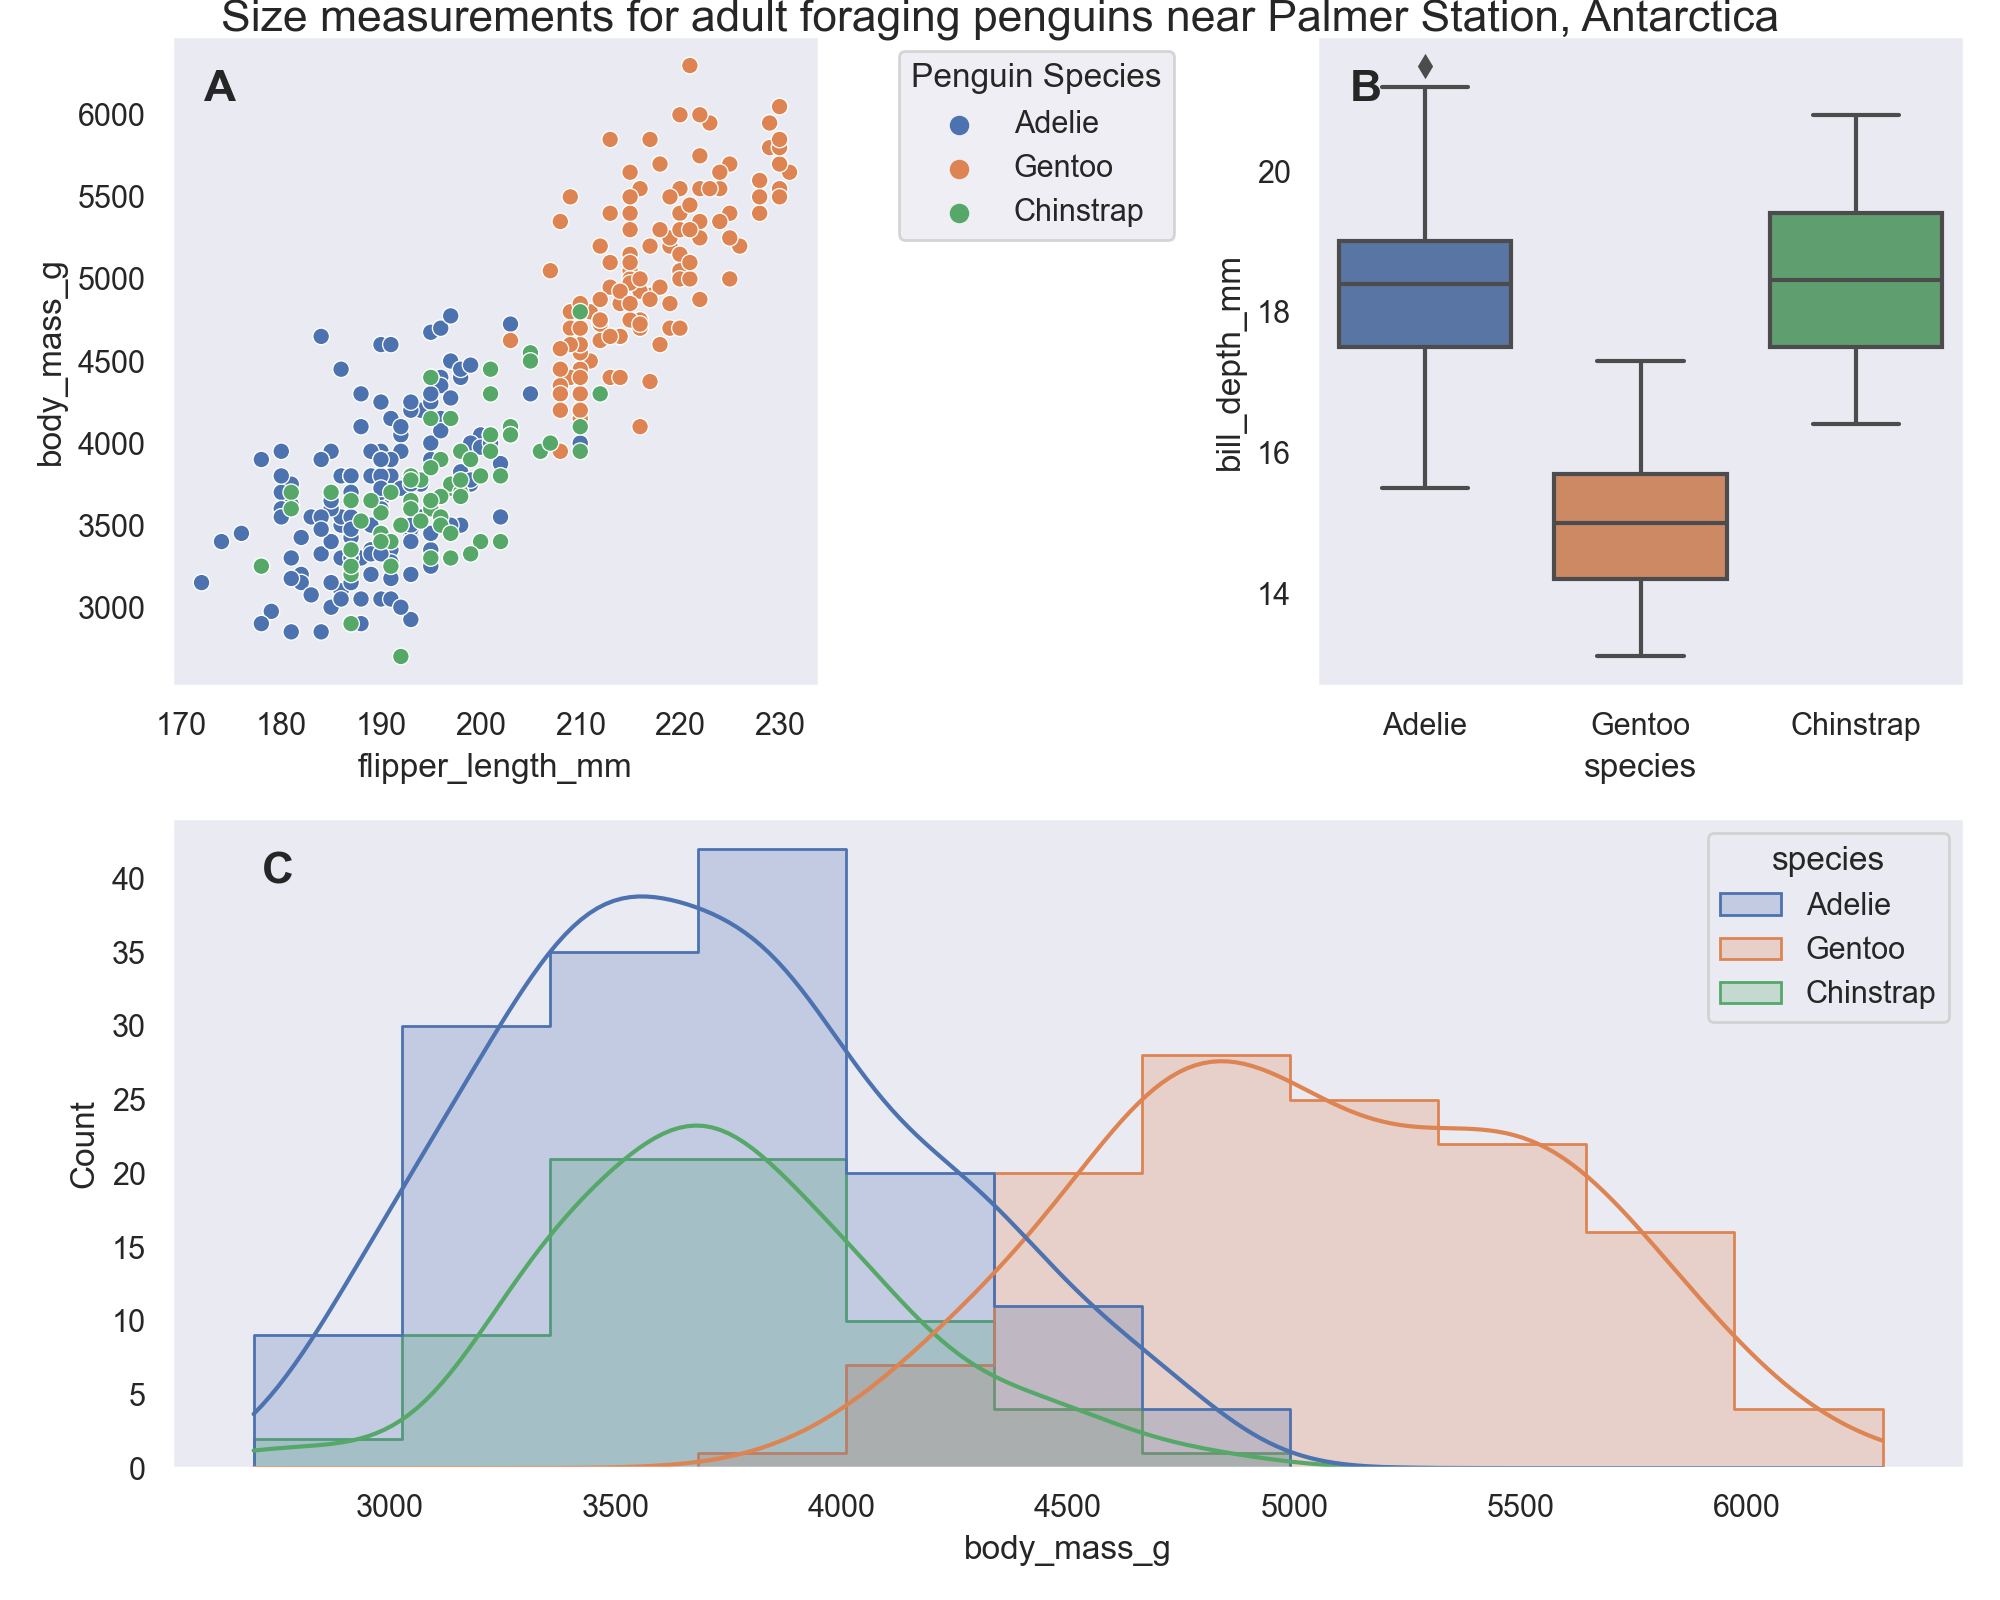 Size measurements for adult foraging penguins near Palmer Station, Antarctica
A
body_mass_g
6000
5500
5000
4500
4000
3500
3000
170 180 190 200 210 220 230
flipper_length_mm
Penguin Species
Adelie
Gentoo
Chinstrap
B
bill_depth_mm
20
18
16
14
Adelie Gentoo Chinstrap
species
C
Count
40
35
30
25
20
15
10
5
0
3000 3500 4000 4500 5000 5500 6000
body_mass_g
species
Adelie
Gentoo
Chinstrap